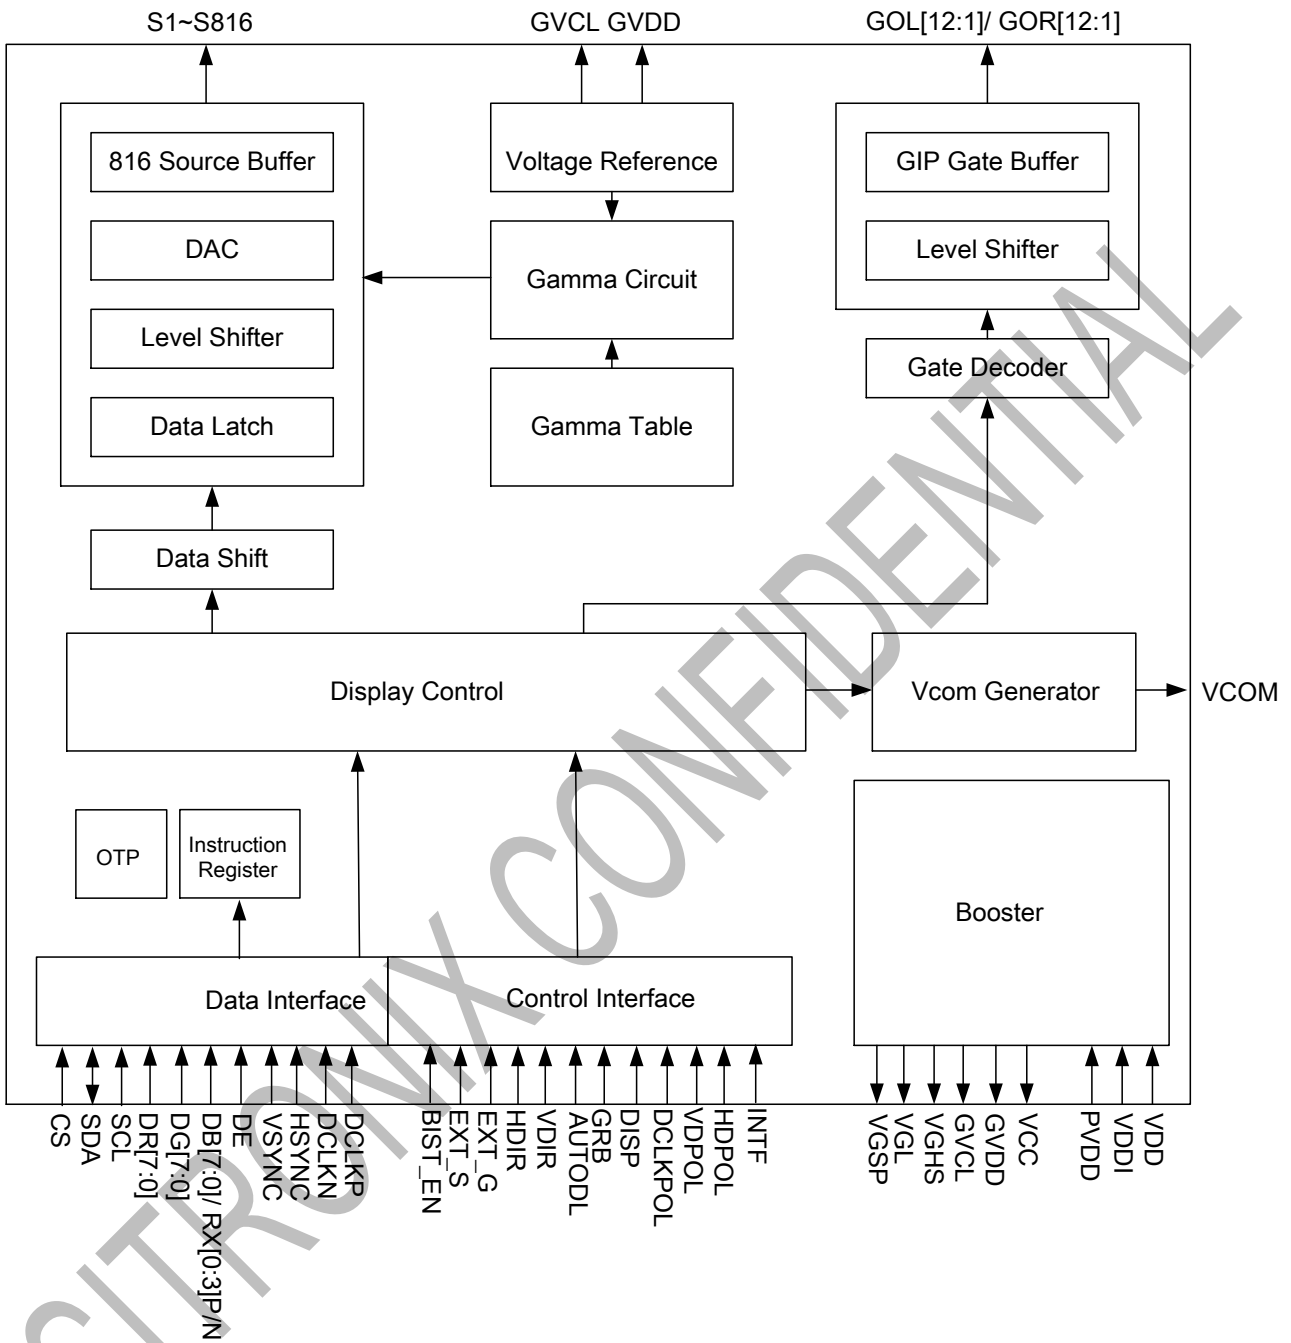 S1~S816
GVCL GVDD
GOL[12:1]/ GOR[12:1]
816 Source Buffer
DAC
Level Shifter
Data Latch
Voltage Reference
Gamma Circuit
Gamma Table
GIP Gate Buffer
Level Shifter
Gate Decoder
Data Shift
Display Control
Vcom Generator
VCOM
OTP
Instruction
Register
Booster
Data Interface
Control Interface
CS
SDA
SCL
DR[7:0]
DG[7:0]
DB[7:0]/ RX[0:3]P/N
DE
VSYNC
HSYNC
DCLKN
DCLKP
BIST_EN
EXT_S
EXT_G
HDIR
VDIR
AUTODL
GRB
DISP
DCLKPOL
VDPOL
HDPOL
INTF
VGSP
VGL
VGHS
GVCL
GVDD
VCC
PVDD
VDDI
VDD
SITRONIX CONFIDENTIAL